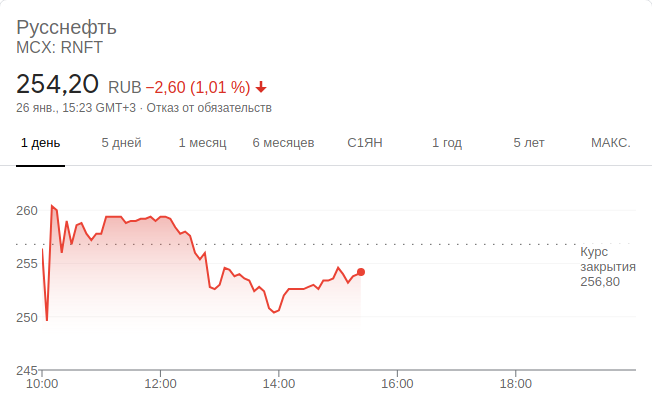 Русснефть
MCX: RNFT
254,20 RUB −2,60 (1,01 %)
26 янв., 15:23 GMT+3 · Отказ от обязательств
1 день 5 дней 1 месяц 6 месяцев С1ЯН 1 год 5 лет МАКС.
260
255
250
245
Курс
закрытия
256,80
10:00 12:00 14:00 16:00 18:00